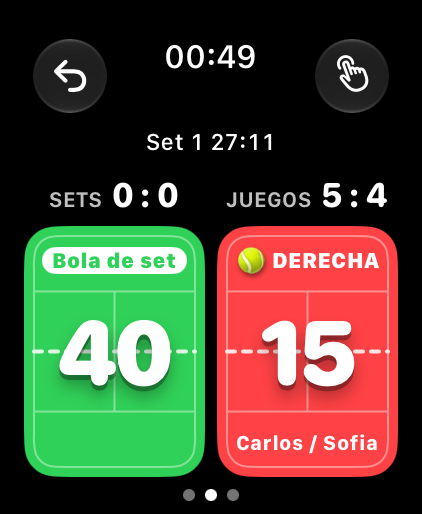 00:49
Set 1 27:11
SETS 0:0 JUEGOS 5:4
Bola de set
40
DERECHA
15
Carlos / Sofia